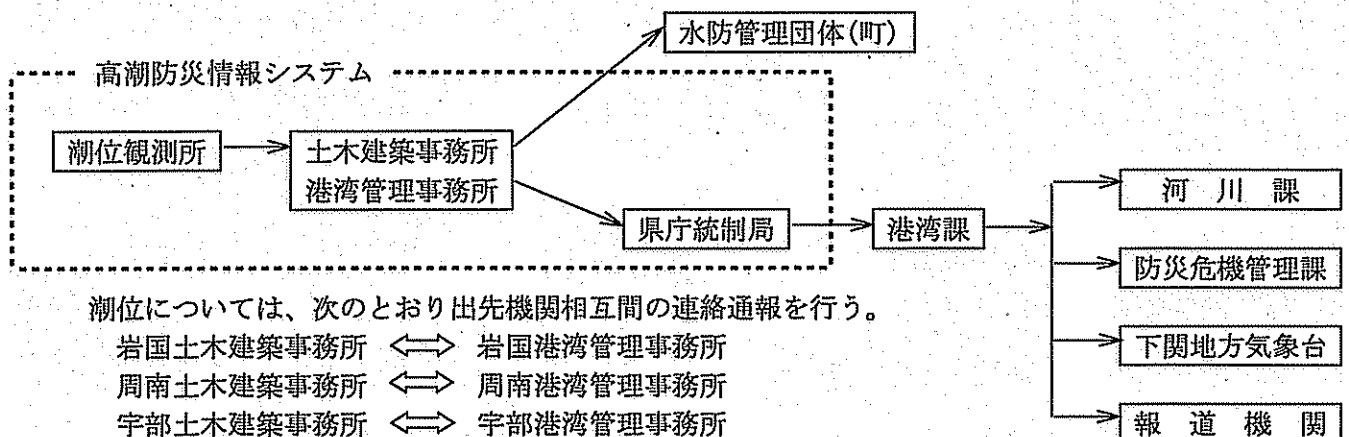 水防管理団体(町)
高潮防災情報システム
潮位観測所
土木建築事務所
港湾管理事務所
県庁統制局
港湾課
河川課
防災危機管理課
下関地方気象台
報道機関
潮位については、次のとおり出先機関相互間の連絡通報を行う。
岩国土木建築事務所 ⇔ 岩国港湾管理事務所
周南土木建築事務所 ⇔ 周南港湾管理事務所
宇部土木建築事務所 ⇔ 宇部港湾管理事務所